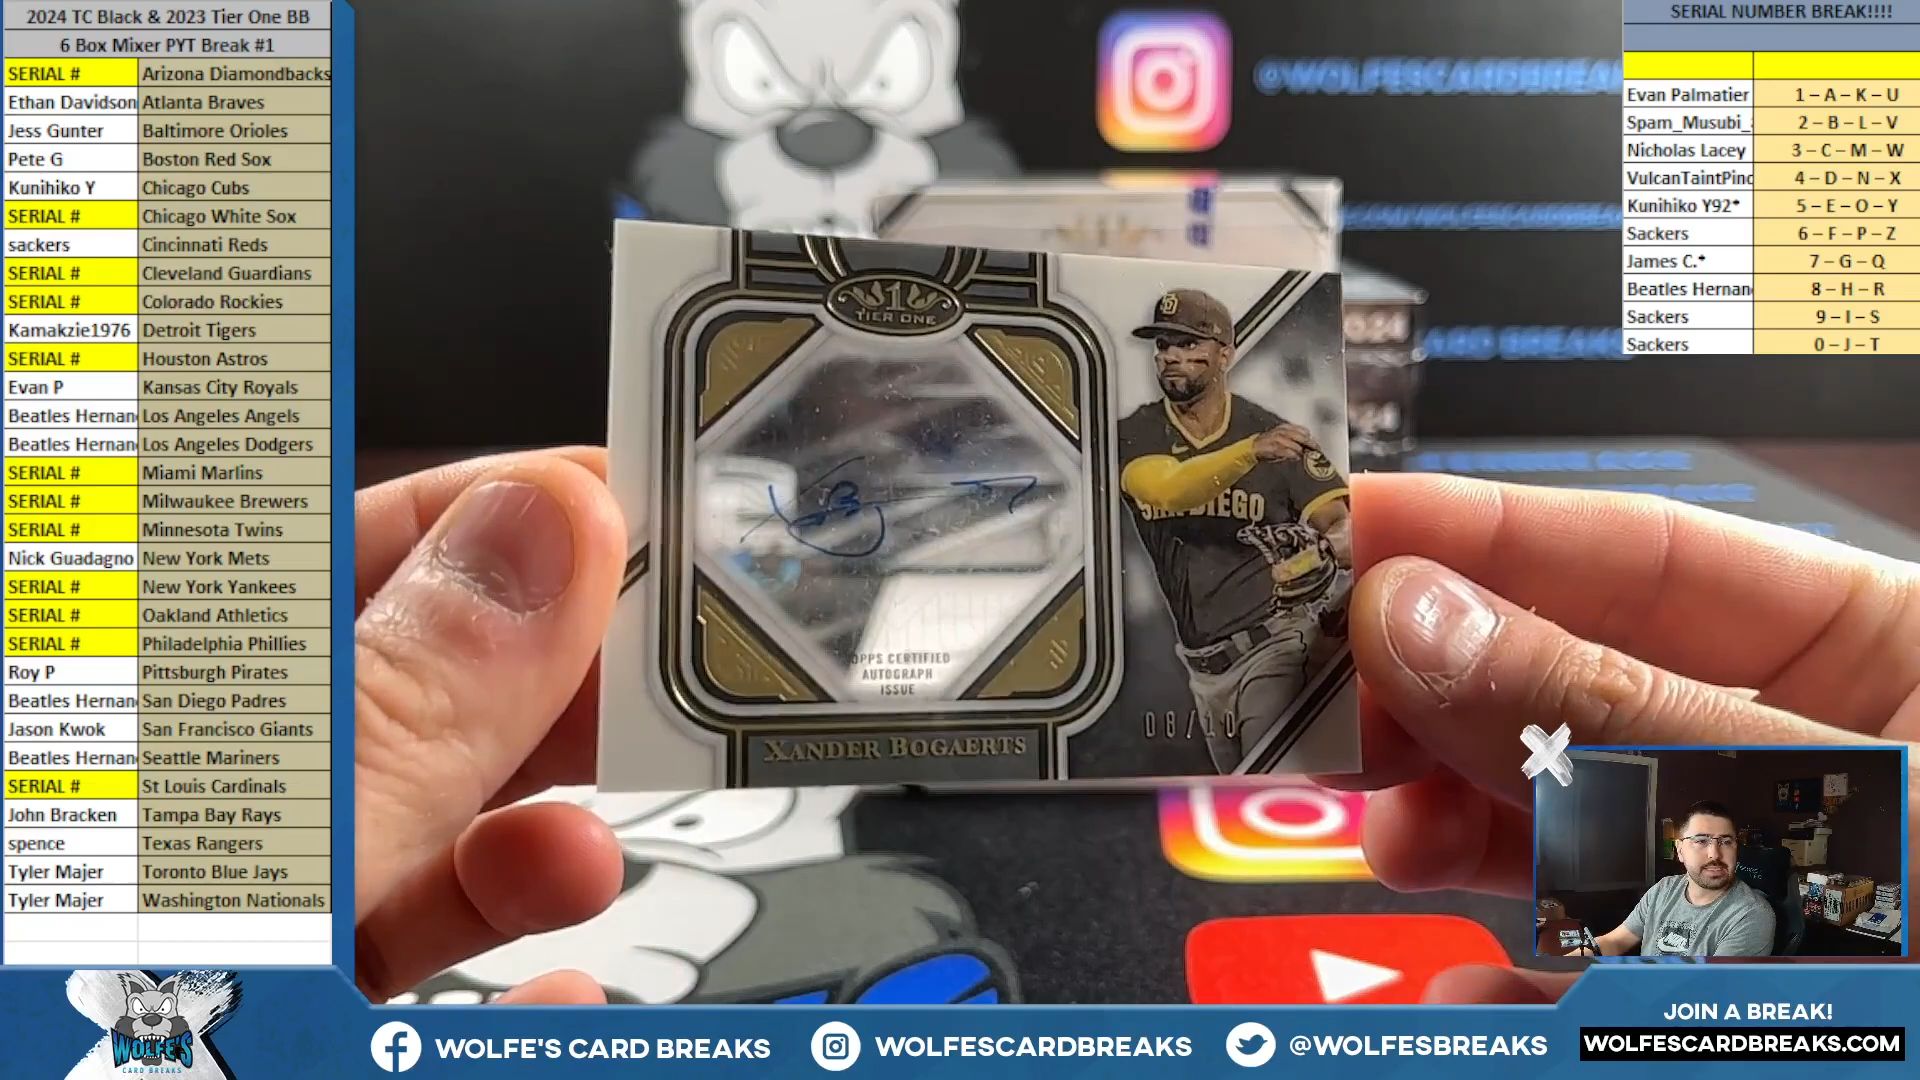 2024 TC Black & 2023 Tier One BB
6 Box Mixer PYT Break #1
SERIAL # Arizona Diamondbacks
Ethan Davidson Atlanta Braves
Jess Gunter Baltimore Orioles
Pete G Boston Red Sox
Kunihiko Y Chicago Cubs
SERIAL # Chicago White Sox
sackers Cincinnati Reds
SERIAL # Cleveland Guardians
SERIAL # Colorado Rockies
Kamakzie1976 Detroit Tigers
SERIAL # Houston Astros
Evan P Kansas City Royals
Beatles Hernan Los Angeles Angels
Beatles Hernan Los Angeles Dodgers
SERIAL # Miami Marlins
SERIAL # Milwaukee Brewers
SERIAL # Minnesota Twins
Nick Guadagno New York Mets
SERIAL # New York Yankees
SERIAL # Oakland Athletics
SERIAL # Philadelphia Phillies
Roy P Pittsburgh Pirates
Beatles Hernan San Diego Padres
Jason Kwok San Francisco Giants
Beatles Hernan Seattle Mariners
SERIAL # St Louis Cardinals
John Bracken Tampa Bay Rays
spence Texas Rangers
Tyler Majer Toronto Blue Jays
Tyler Majer Washington Nationals
SERIAL NUMBER BREAK!!!!
Evan Palmatier 1 – A – K – U
Spam_Musubi_ 2 – B – L – V
Nicholas Lacey 3 – C – M – W
VulcanTaintPinc 4 – D – N – X
Kunihiko Y92* 5 – E – O – Y
Sackers 6 – F – P – Z
James C.* 7 – G – Q
Beatles Hernan 8 – H – R
Sackers 9 – I – S
Sackers 0 – J – T
@WOLFESCARDBREA
1
TIER ONE
SD
SAN DIEGO
OPPS CERTIFIED
AUTOGRAPH
ISSUE
08/10
XANDER BOGAERTS
WOLFE'S
CARD BREAKS
WOLFE'S CARD BREAKS
WOLFESCARDBREAKS
@WOLFESBREAKS
JOIN A BREAK!
WOLFESCARDBREAKS.COM